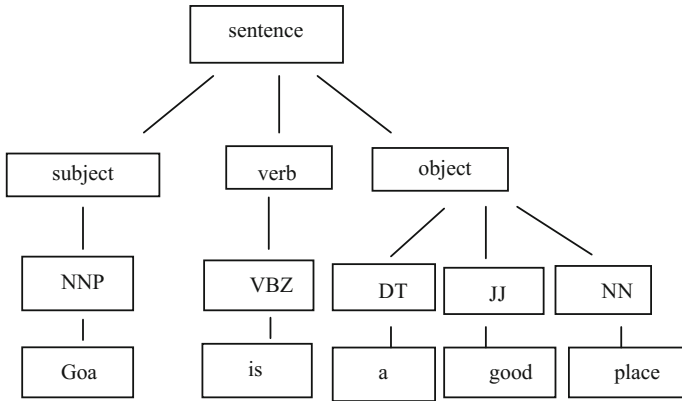 sentence
subject verb object
NNP VBZ DT JJ NN
Goa is a good place